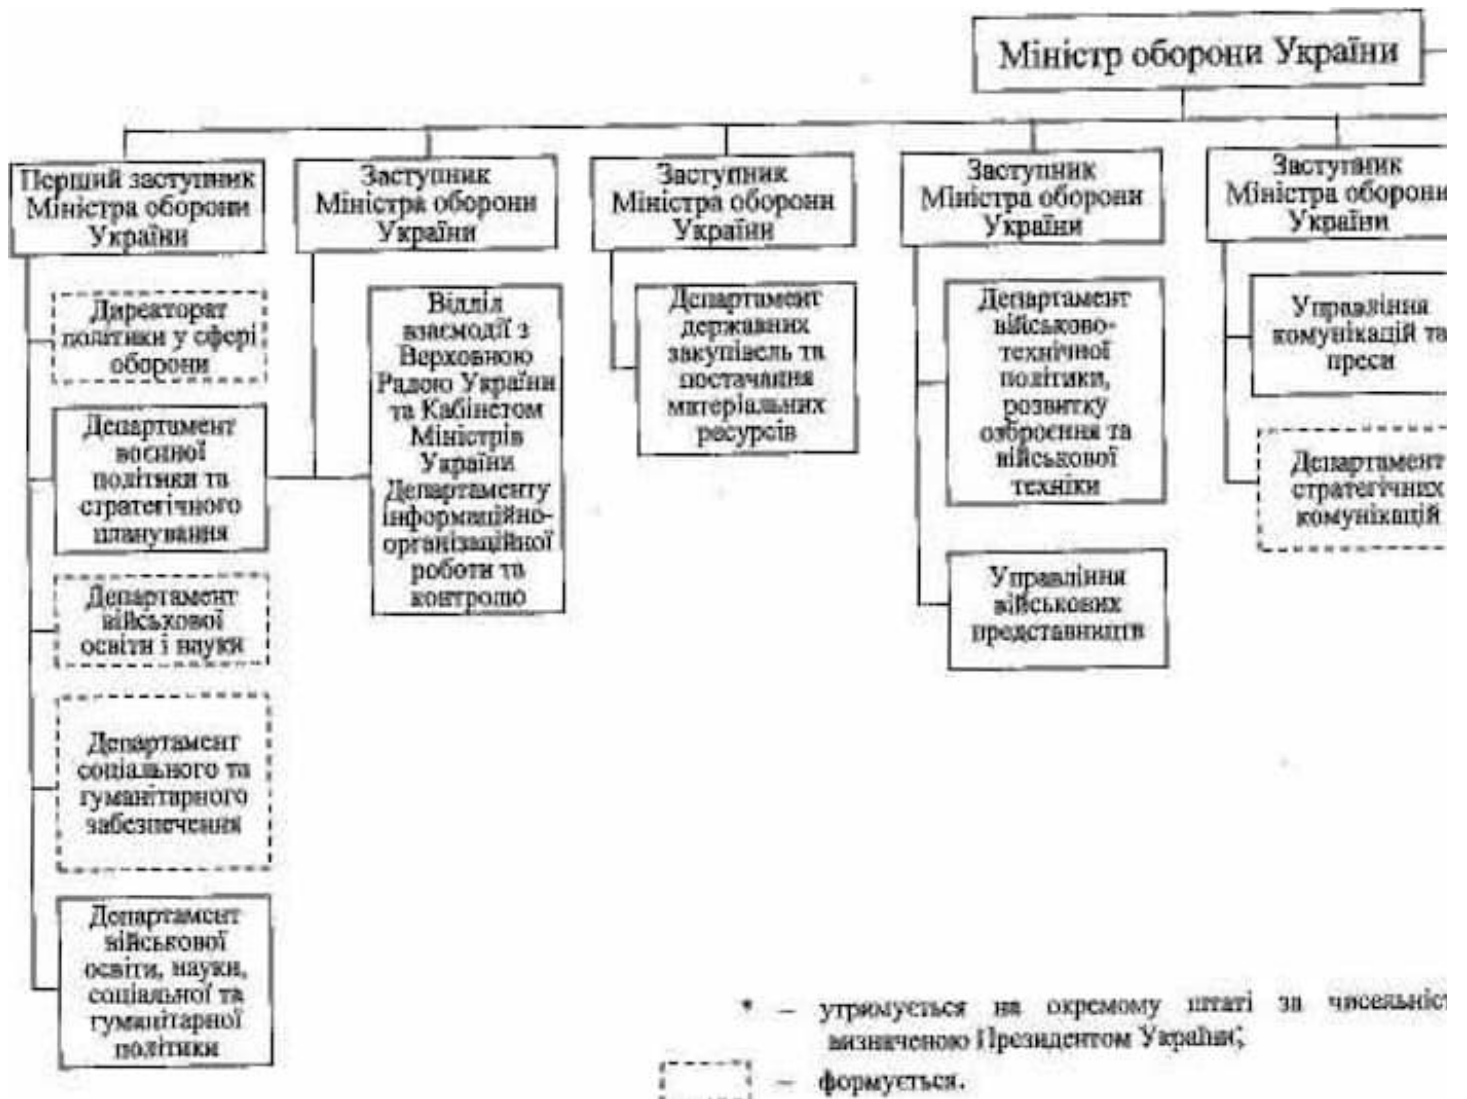 Міністр оборони України
Перший заступник
Міністра оборони
України
Заступник
Міністра оборони
України
Заступник
Міністра оборони
України
Заступник
Міністра оборони
України
Заступник
Міністра оборони
України
Директорат
політики у сфері
оборони
Департамент
воєнної
політики та
стратегічного
планування
Департамент
військової
освіти і науки
Департамент
соціального та
гуманітарного
забезпечення
Департамент
військової
освіти, науки,
соціальної та
гуманітарної
політики
Відділ
взаємодії з
Верховною
Радою України
та Кабінетом
Міністрів
України
Департаменту
інформаційно-
організаційної
роботи та
контролю
Департамент
державних
закупівель та
постачання
матеріальних
ресурсів
Департамент
військово-
технічної
політики,
розвитку
озброєння та
військової
техніки
Управління
військових
представництв
Управління
комунікацій та
преси
Департамент
стратегічних
комунікацій
* – утримується на окремому штаті за чисельніст
визначеною Президентом України;
– формується.